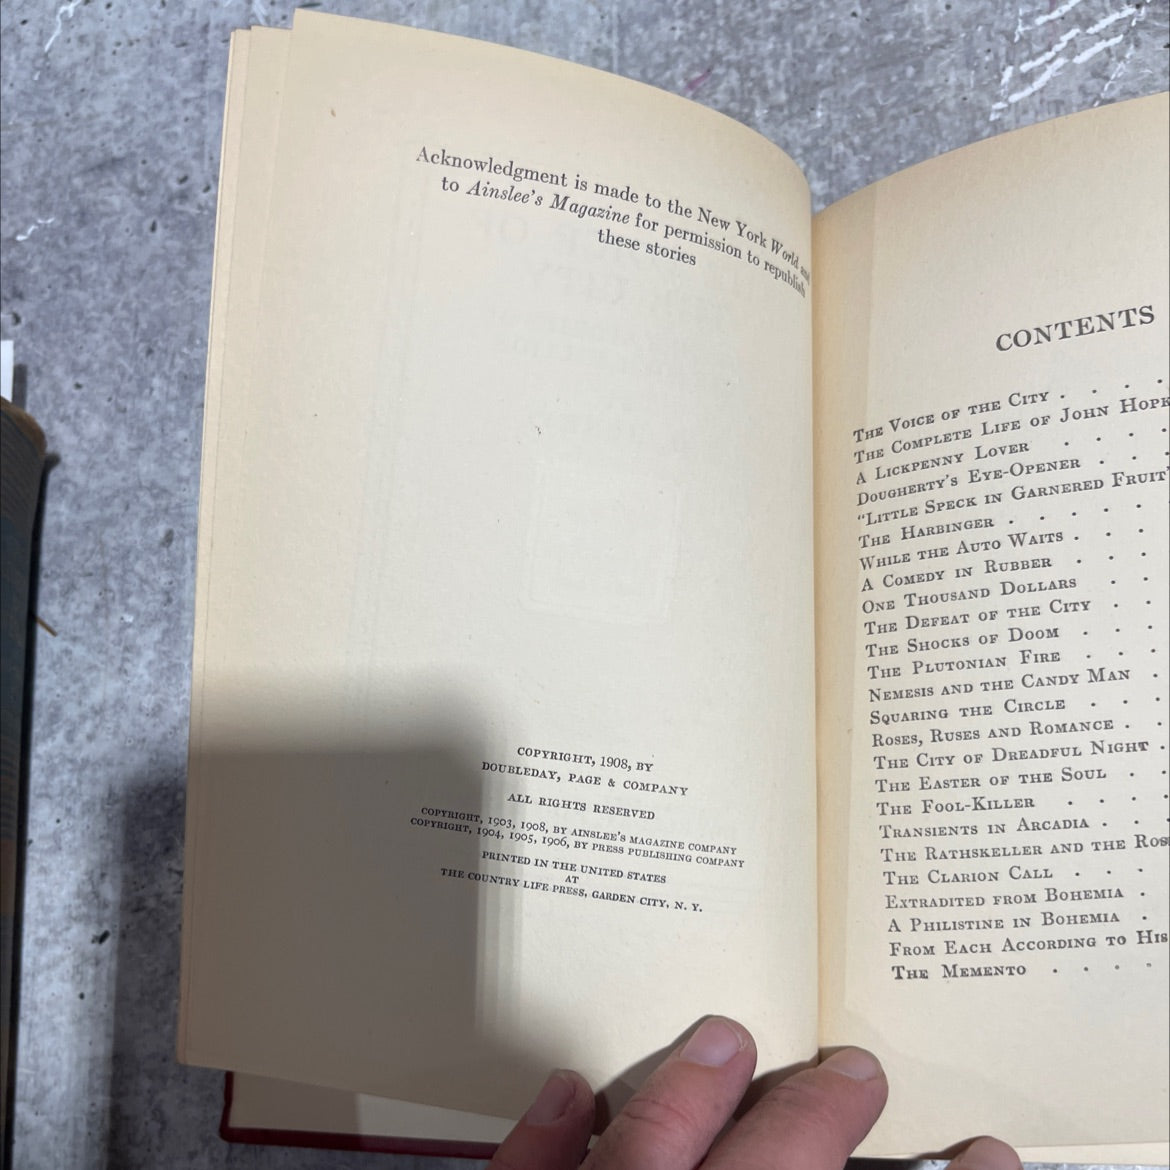 Acknowledgment is made to the New York World and
to Ainslee's Magazine for permission to republish
these stories
COPYRIGHT, 1908, BY
DOUBLEDAY, PAGE & COMPANY
ALL RIGHTS RESERVED
COPYRIGHT, 1903, 1908, BY AINSLEE'S MAGAZINE COMPANY
COPYRIGHT, 1904, 1905, 1906, BY PRESS PUBLISHING COMPANY
PRINTED IN THE UNITED STATES
AT
THE COUNTRY LIFE PRESS, GARDEN CITY, N. Y.
CONTENTS
THE VOICE OF THE CITY . . . .
THE COMPLETE LIFE OF JOHN HOPK
A LICKPENNY LOVER . . . .
DOUGHERTY'S EYE-OPENER . . .
"LITTLE SPECK IN GARNERED FRUIT"
THE HARBINGER . . . . .
WHILE THE AUTO WAITS . . .
A COMEDY IN RUBBER . . .
ONE THOUSAND DOLLARS . .
THE DEFEAT OF THE CITY . .
THE SHOCKS OF DOOM . . .
THE PLUTONIAN FIRE . . .
NEMESIS AND THE CANDY MAN .
SQUARING THE CIRCLE . . .
ROSES, RUSES AND ROMANCE . .
THE CITY OF DREADFUL NIGHT .
THE EASTER OF THE SOUL . .
THE FOOL-KILLER . . . .
TRANSIENTS IN ARCADIA . . .
THE RATHSKELLER AND THE ROS
THE CLARION CALL . . . .
EXTRADITED FROM BOHEMIA .
A PHILISTINE IN BOHEMIA .
FROM EACH ACCORDING TO HIS
THE MEMENTO . . . .